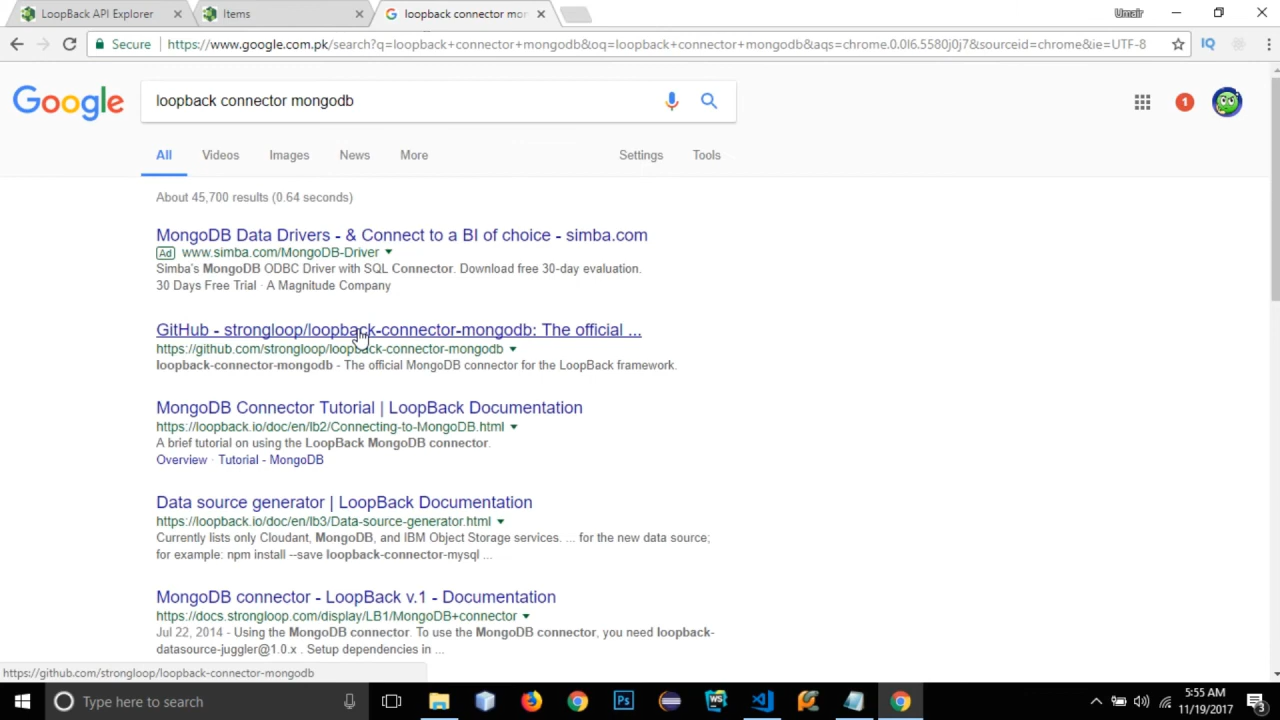 LoopBack API Explorer
Items
loopback connector mon
Umair
Secure
https://www.google.com.pk/search?q=loopback+connector+mongodb&oq=loopback+connector+mongodb&aqs=chrome.0.0l6.5580j0j7&sourceid=chrome&ie=UTF-8
IQ
Google
loopback connector mongodb
1
All
Videos
Images
News
More
Settings
Tools
About 45,700 results (0.64 seconds)
MongoDB Data Drivers - & Connect to a BI of choice - simba.com
Ad www.simba.com/MongoDB-Driver
Simba's MongoDB ODBC Driver with SQL Connector. Download free 30-day evaluation.
30 Days Free Trial · A Magnitude Company
GitHub - strongloop/loopback-connector-mongodb: The official ...
https://github.com/strongloop/loopback-connector-mongodb
loopback-connector-mongodb - The official MongoDB connector for the LoopBack framework.
MongoDB Connector Tutorial | LoopBack Documentation
https://loopback.io/doc/en/lb2/Connecting-to-MongoDB.html
A brief tutorial on using the LoopBack MongoDB connector.
Overview · Tutorial - MongoDB
Data source generator | LoopBack Documentation
https://loopback.io/doc/en/lb3/Data-source-generator.html
Currently lists only Cloudant, MongoDB, and IBM Object Storage services. ... for the new data source;
for example: npm install --save loopback-connector-mysql ...
MongoDB connector - LoopBack v.1 - Documentation
https://docs.strongloop.com/display/LB1/MongoDB+connector
Jul 22, 2014 - Using the MongoDB connector. To use the MongoDB connector, you need loopback-
datasource-juggler@1.0.x . Setup dependencies in ...
https://github.com/strongloop/loopback-connector-mongodb
Type here to search
Ps
WS
5:55 AM
11/19/2017
3